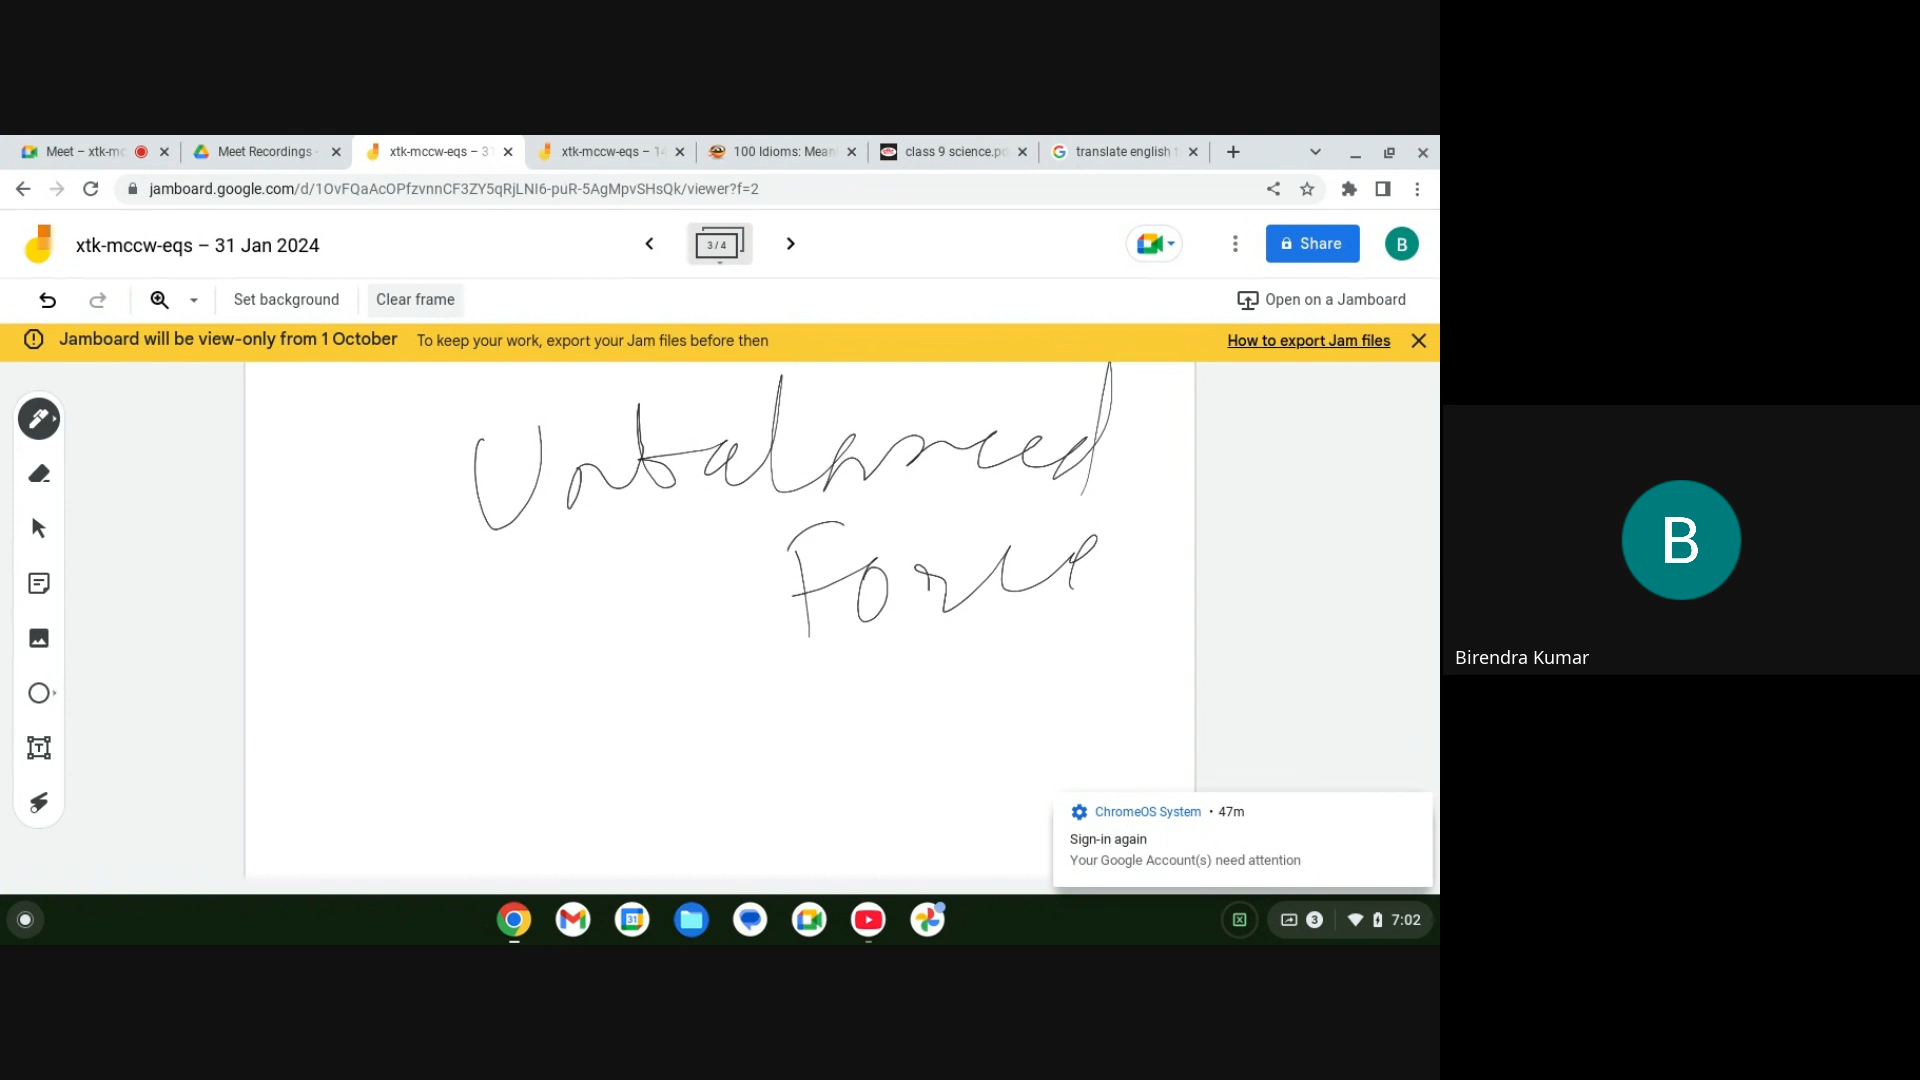 Meet – xtk-mc
Meet Recordings -
xtk-mccw-eqs – 31
xtk-mccw-eqs – 14
100 Idioms: Mean
class 9 science.pd
translate english t
jamboard.google.com/d/1OvFQaAcOPfzvnnCF3ZY5qRjLNI6-puR-5AgMpvSHsQk/viewer?f=2
xtk-mccw-eqs – 31 Jan 2024
3 / 4
Share
B
Set background
Clear frame
Open on a Jamboard
Jamboard will be view-only from 1 October To keep your work, export your Jam files before then
How to export Jam files
Unbalanced
Force
B
Birendra Kumar
ChromeOS System • 47m
Sign-in again
Your Google Account(s) need attention
31
3
7:02